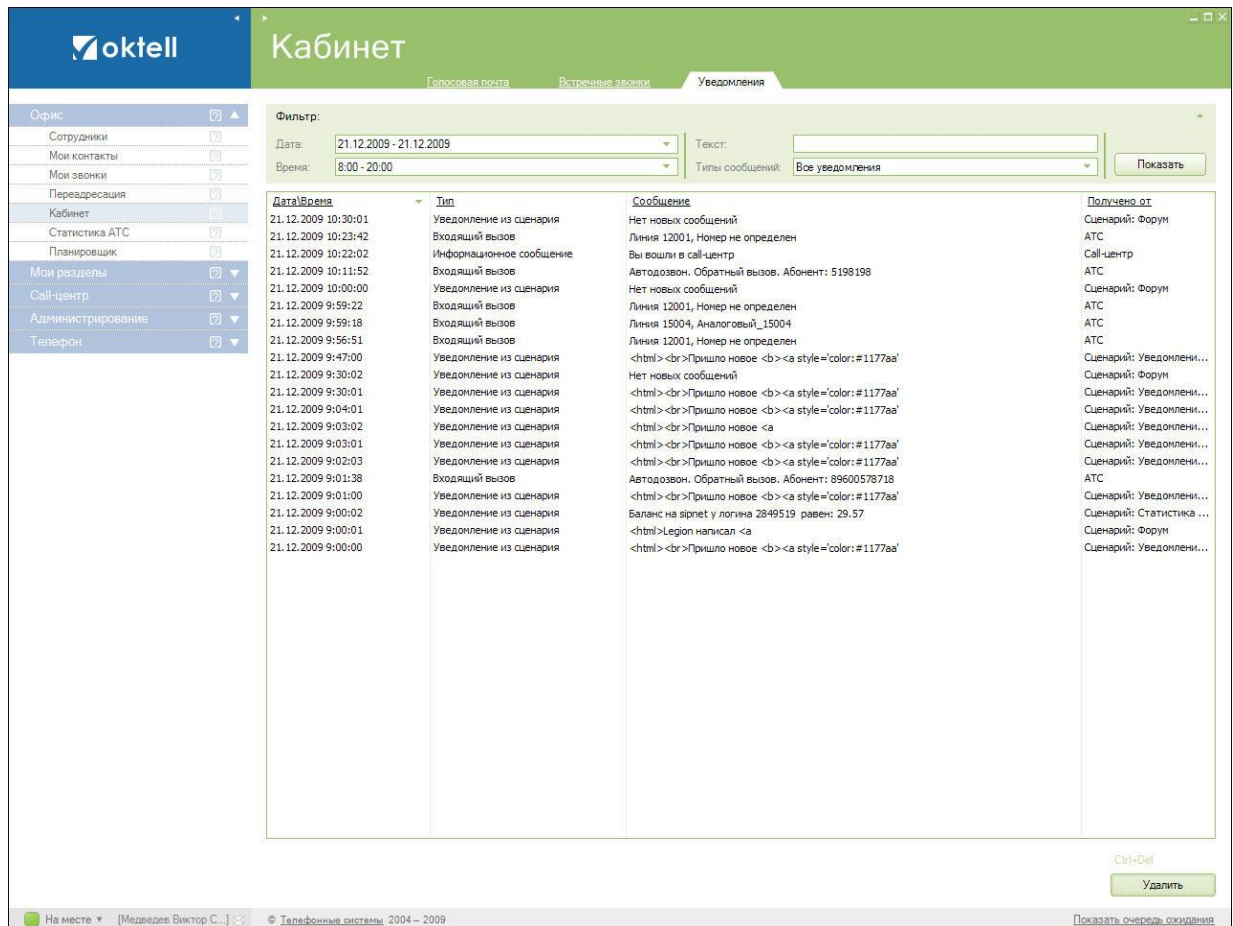 oktell
Кабинет
Голосовая почта Встречные звонки Уведомления
Офис
Сотрудники
Мои контакты
Мои звонки
Переадресация
Кабинет
Статистика АТС
Планировщик
Мои разделы
Call-центр
Администрирование
Телефон
Фильтр:
Дата: 21.12.2009 - 21.12.2009 Текст:
Время: 8:00 - 20:00 Типы сообщений: Все уведомления Показать
Дата\Время Тип Сообщение Получено от
21.12.2009 10:30:01 Уведомление из сценария Нет новых сообщений Сценарий: Форум
21.12.2009 10:23:42 Входящий вызов Линия 12001, Номер не определен АТС
21.12.2009 10:22:02 Информационное сообщение Вы вошли в call-центр Call-центр
21.12.2009 10:11:52 Входящий вызов Автодозвон. Обратный вызов. Абонент: 5198198 АТС
21.12.2009 10:00:00 Уведомление из сценария Нет новых сообщений Сценарий: Форум
21.12.2009 9:59:22 Входящий вызов Линия 12001, Номер не определен АТС
21.12.2009 9:59:18 Входящий вызов Линия 15004, Аналоговый_15004 АТС
21.12.2009 9:56:51 Входящий вызов Линия 12001, Номер не определен АТС
21.12.2009 9:47:00 Уведомление из сценария <html><br>Пришло новое <b><a style='color:#1177aa' Сценарий: Уведомлени...
21.12.2009 9:30:02 Уведомление из сценария Нет новых сообщений Сценарий: Форум
21.12.2009 9:30:01 Уведомление из сценария <html><br>Пришло новое <b><a style='color:#1177aa' Сценарий: Уведомлени...
21.12.2009 9:04:01 Уведомление из сценария <html><br>Пришло новое <b><a style='color:#1177aa' Сценарий: Уведомлени...
21.12.2009 9:03:02 Уведомление из сценария <html><br>Пришло новое <a Сценарий: Уведомлени...
21.12.2009 9:03:01 Уведомление из сценария <html><br>Пришло новое <b><a style='color:#1177aa' Сценарий: Уведомлени...
21.12.2009 9:02:03 Уведомление из сценария <html><br>Пришло новое <b><a style='color:#1177aa' Сценарий: Уведомлени...
21.12.2009 9:01:38 Входящий вызов Автодозвон. Обратный вызов. Абонент: 89600578718 АТС
21.12.2009 9:01:00 Уведомление из сценария <html><br>Пришло новое <b><a style='color:#1177aa' Сценарий: Уведомлени...
21.12.2009 9:00:02 Уведомление из сценария Баланс на sipnet у логина 2849519 равен: 29.57 Сценарий: Статистика ...
21.12.2009 9:00:01 Уведомление из сценария <html>Legion написал <a Сценарий: Форум
21.12.2009 9:00:00 Уведомление из сценария <html><br>Пришло новое <b><a style='color:#1177aa' Сценарий: Уведомлени...
Ctrl+Del
Удалить
На месте [Медведев Виктор С...] © Телефонные системы 2004 – 2009 Показать очередь ожидания